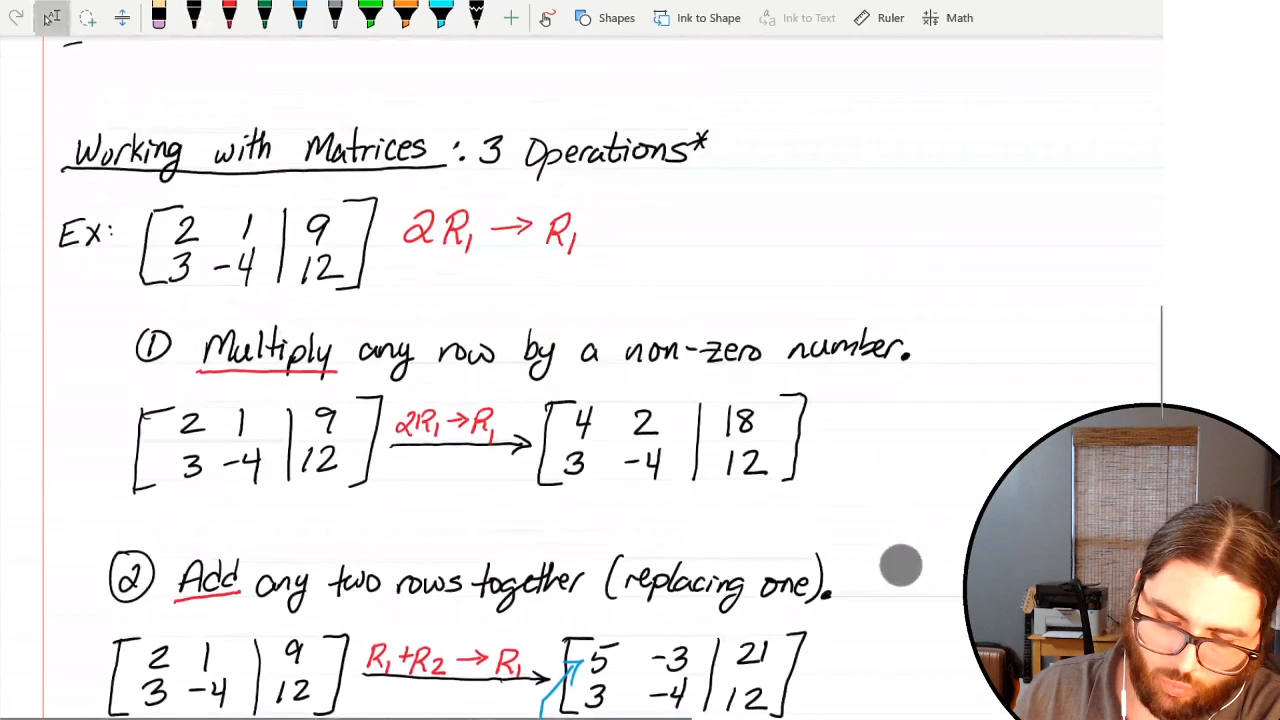 Shapes Ink to Shape Ink to Text Ruler Math
Working with Matrices : 3 Operations*
Ex: [ 2 1 | 9 ] 2R₁ → R₁
[ 3 -4 | 12 ]
① Multiply any row by a non-zero number.
[ 2 1 | 9 ] 2R₁ → R₁ [ 4 2 | 18 ]
[ 3 -4 | 12 ] [ 3 -4 | 12 ]
② Add any two rows together (replacing one).
[ 2 1 | 9 ] R₁ + R₂ → R₁ [ 5 -3 | 21 ]
[ 3 -4 | 12 ] [ 3 -4 | 12 ]